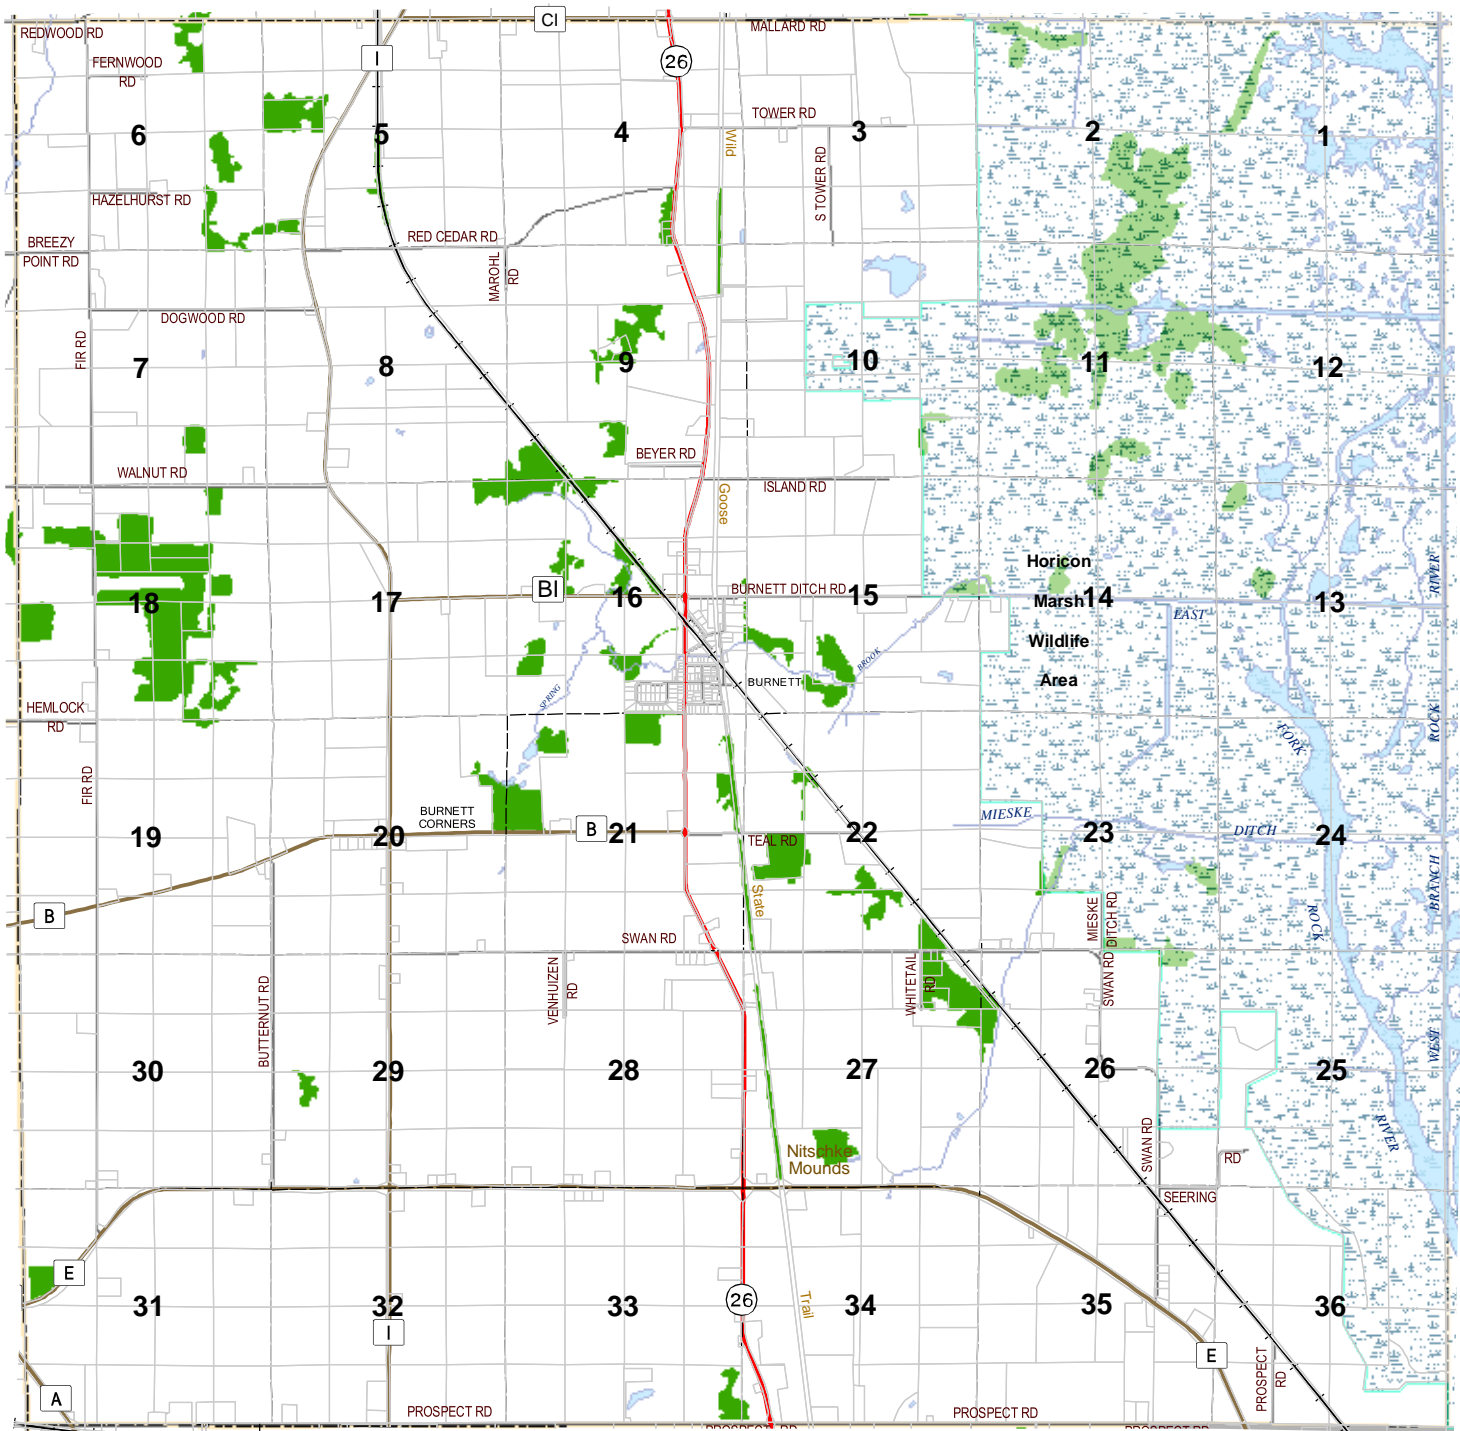 CI
REDWOOD RD
MALLARD RD
I
26
FERNWOOD
RD
TOWER RD
6
5
4
3
2
1
Wild
S TOWER RD
HAZELHURST RD
BREEZY
POINT RD
RED CEDAR RD
MAROHL
RD
DOGWOOD RD
FIR RD
7
8
9
10
11
12
BEYER RD
WALNUT RD
ISLAND RD
Goose
Horicon
Marsh
Wildlife
Area
BI
BURNETT DITCH RD
18
17
16
15
14
13
RIVER
EAST
BROOK
SPRING
BURNETT
HEMLOCK
RD
FORK
ROCK
FIR RD
BURNETT
CORNERS
MIESKE
DITCH
B
19
20
21
22
23
24
TEAL RD
State
BRANCH
B
MIESKE
DITCH RD
ROCK
SWAN RD
VENHUIZEN
RD
WHITETAIL
RD
SWAN RD
BUTTERNUT RD
WEST
30
29
28
27
26
25
RIVER
Nitschke
Mounds
SWAN RD
RD
SEERING
E
31
32
33
34
35
36
26
Trail
I
E
PROSPECT
RD
A
PROSPECT RD
PROSPECT RD
PROSPECT RD
PROSPECT RD